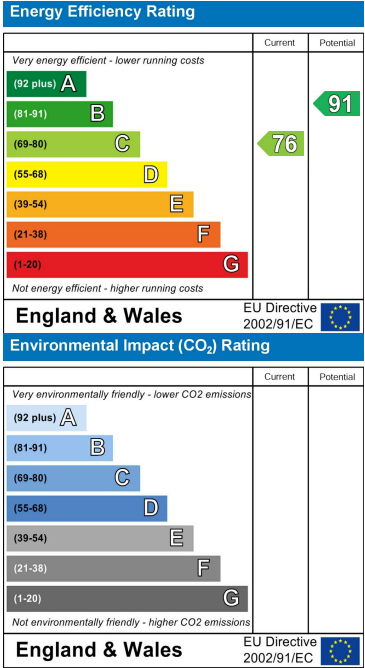 Energy Efficiency Rating
Current Potential
Very energy efficient - lower running costs
(92 plus) A
(81-91) B
91
(69-80) C
76
(55-68) D
(39-54) E
(21-38) F
(1-20) G
Not energy efficient - higher running costs
England & Wales
EU Directive
2002/91/EC
Environmental Impact (CO₂) Rating
Current Potential
Very environmentally friendly - lower CO2 emissions
(92 plus) A
(81-91) B
(69-80) C
(55-68) D
(39-54) E
(21-38) F
(1-20) G
Not environmentally friendly - higher CO2 emissions
England & Wales
EU Directive
2002/91/EC